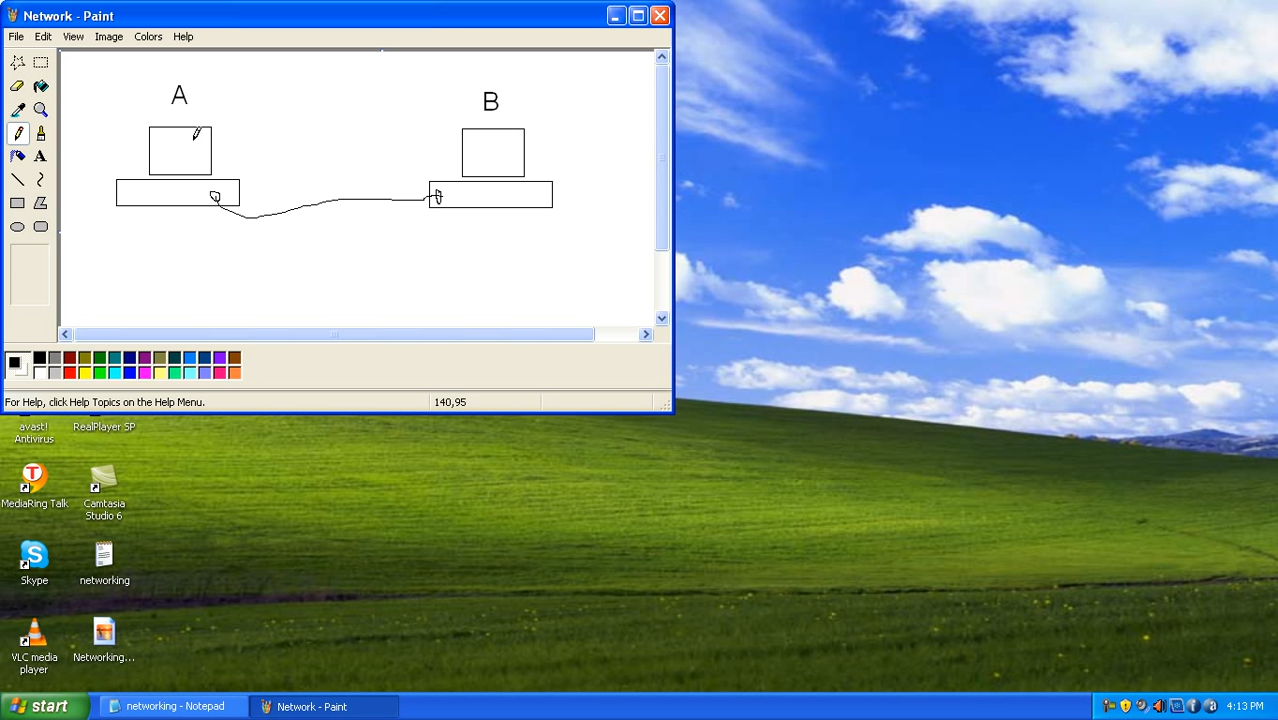 Network - Paint
File Edit View Image Colors Help
A
B
For Help, click Help Topics on the Help Menu.
140,95
avast!
Antivirus
RealPlayer SP
MediaRing Talk
Camtasia
Studio 6
Skype
networking
VLC media
player
Networking...
start
networking - Notepad
Network - Paint
4:13 PM